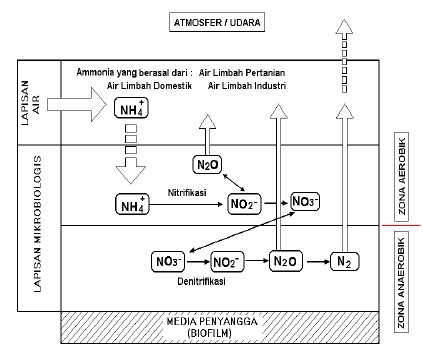 ATMOSFER / UDARA
Ammonia yang berasal dari : Air Limbah Pertanian
Air Limbah Domestik Air Limbah Industri
LAPISAN AIR
NH4+
N2O
LAPISAN MIKROBIOLOGIS
NH4+
Nitrifikasi
NO2-
NO3-
ZONA AEROBIK
NO3-
NO2-
N2O
N2
Denitrifikasi
ZONA ANAEROBIK
MEDIA PENYANGGA
(BIOFILM)